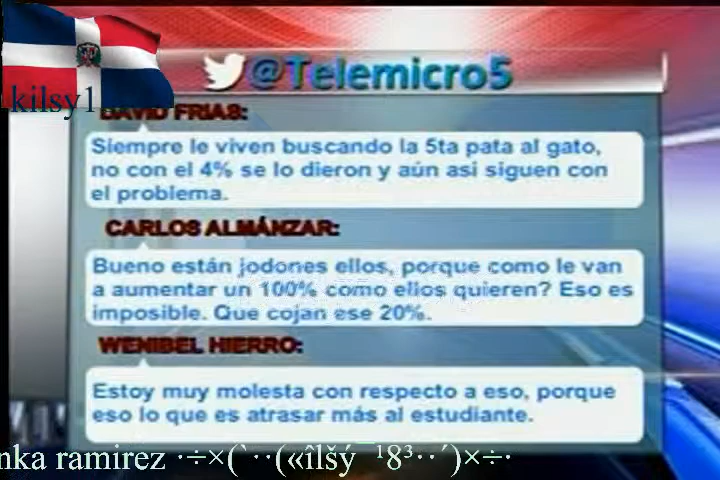 @Telemicro5
kilsy1
DAVID FRIAS:
Siempre le viven buscando la 5ta pata al gato,
no con el 4% se lo dieron y aún asi siguen con
el problema.
CARLOS ALMÁNZAR:
Bueno están jodones ellos, porque como le van
a aumentar un 100% como ellos quieren? Eso es
imposible. Que cojan ese 20%.
WENIBEL HIERRO:
Estoy muy molesta con respecto a eso, porque
eso lo que es atrasar más al estudiante.
nka ramirez ·÷×(`··(«îlšý¯¹8³··´)×÷·